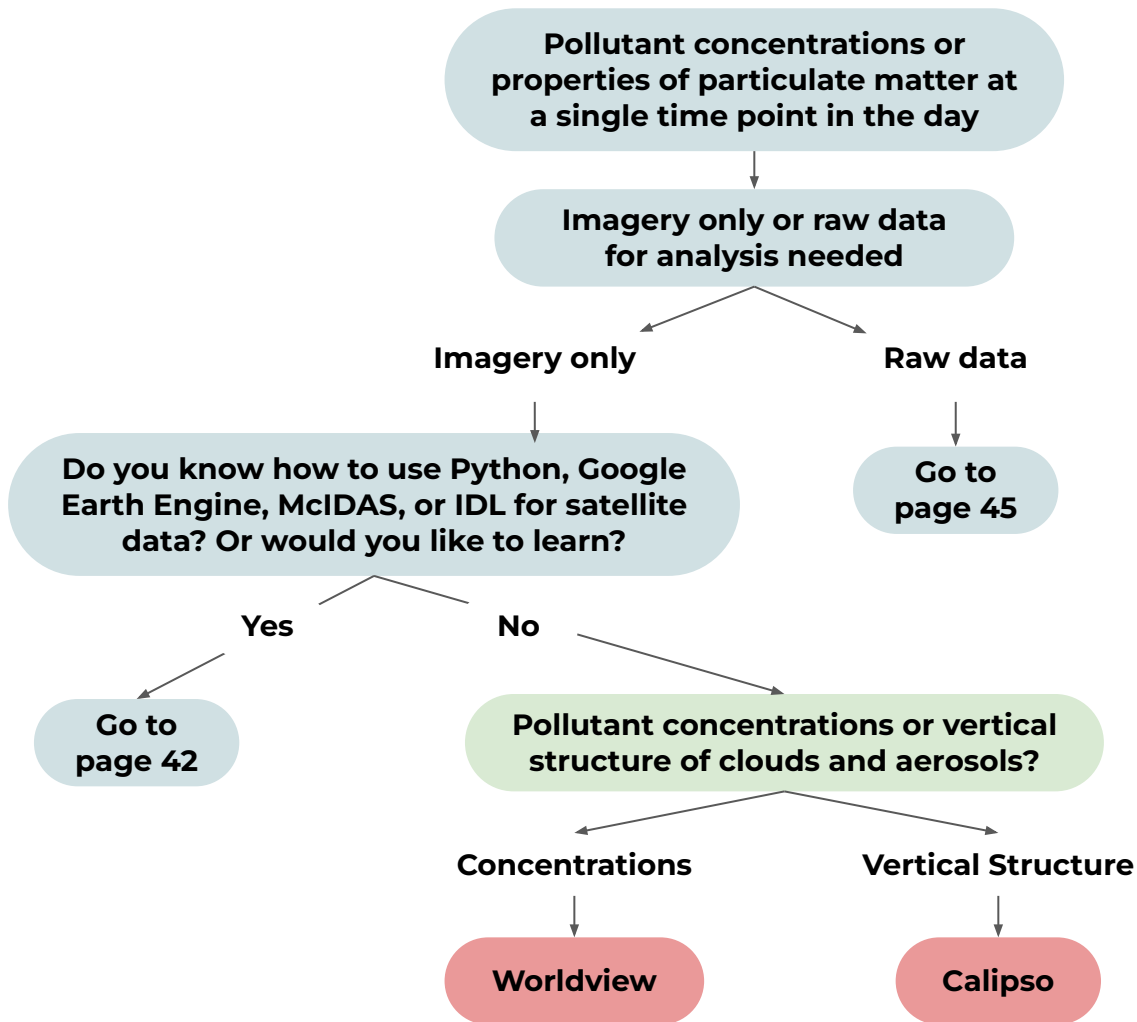 Pollutant concentrations or
properties of particulate matter at
a single time point in the day
Imagery only or raw data
for analysis needed
Imagery only
Raw data
Do you know how to use Python, Google
Earth Engine, McIDAS, or IDL for satellite
data? Or would you like to learn?
Go to
page 45
Yes
No
Go to
page 42
Pollutant concentrations or vertical
structure of clouds and aerosols?
Concentrations
Vertical Structure
Worldview
Calipso